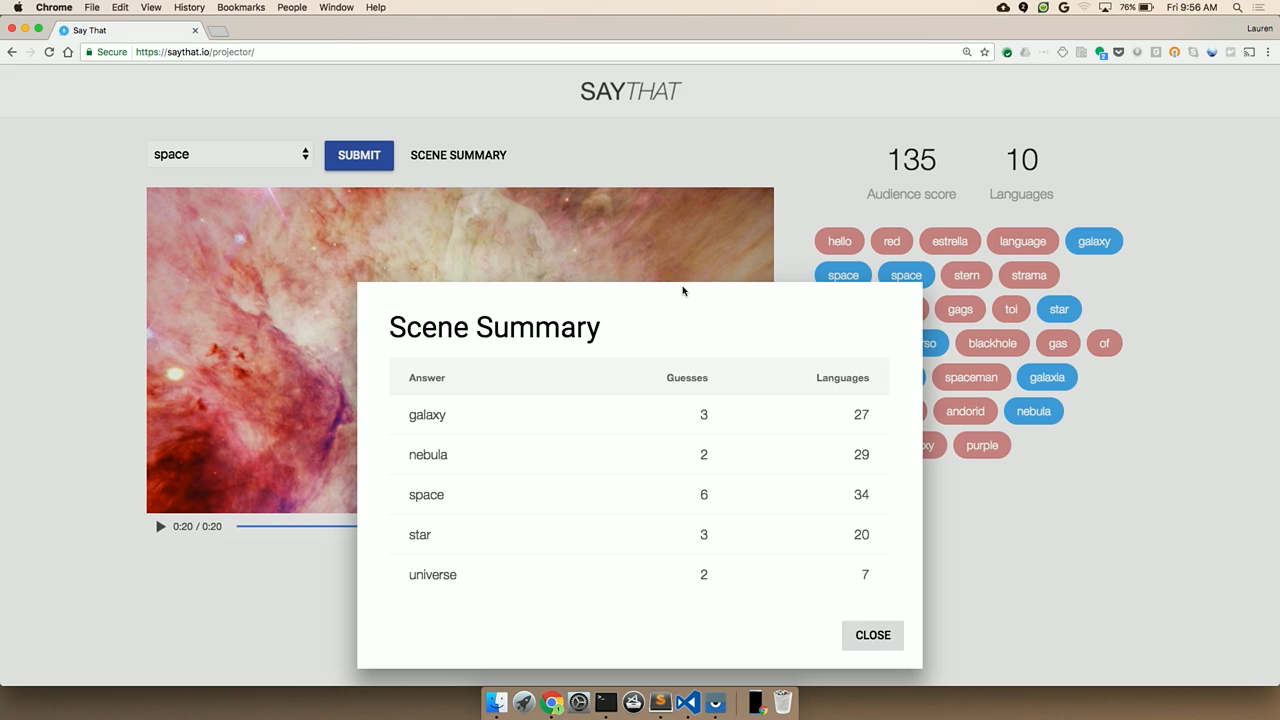 Chrome File Edit View History Bookmarks People Window Help 76% Fri 9:56 AM
Say That Lauren
Secure https://saythat.io/projector/
SAYTHAT
space SUBMIT SCENE SUMMARY
135 10
Audience score Languages
hello red estrella language galaxy
space space stern strama
gags toi star
rso blackhole gas of
spaceman galaxia
andorid nebula
xy purple
Scene Summary
Answer Guesses Languages
galaxy 3 27
nebula 2 29
space 6 34
star 3 20
universe 2 7
0:20 / 0:20
CLOSE